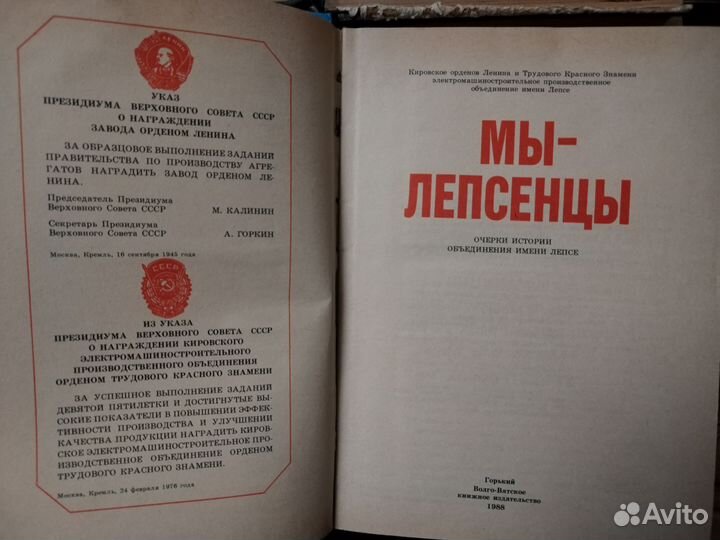 ЛЕНИН
УКАЗ
ПРЕЗИДИУМА ВЕРХОВНОГО СОВЕТА СССР
О НАГРАЖДЕНИИ
ЗАВОДА ОРДЕНОМ ЛЕНИНА
ЗА ОБРАЗЦОВОЕ ВЫПОЛНЕНИЕ ЗАДАНИЙ
ПРАВИТЕЛЬСТВА ПО ПРОИЗВОДСТВУ АГРЕ-
ГАТОВ НАГРАДИТЬ ЗАВОД ОРДЕНОМ ЛЕ-
НИНА.
Председатель Президиума
Верховного Совета СССР М. КАЛИНИН
Секретарь Президиума
Верховного Совета СССР А. ГОРКИН
Москва, Кремль, 16 сентября 1945 года
СССР
ИЗ УКАЗА
ПРЕЗИДИУМА ВЕРХОВНОГО СОВЕТА СССР
О НАГРАЖДЕНИИ КИРОВСКОГО
ЭЛЕКТРОМАШИНОСТРОИТЕЛЬНОГО
ПРОИЗВОДСТВЕННОГО ОБЪЕДИНЕНИЯ
ОРДЕНОМ ТРУДОВОГО КРАСНОГО ЗНАМЕНИ
ЗА УСПЕШНОЕ ВЫПОЛНЕНИЕ ЗАДАНИЙ
ДЕВЯТОЙ ПЯТИЛЕТКИ И ДОСТИГНУТЫЕ ВЫ-
СОКИЕ ПОКАЗАТЕЛИ В ПОВЫШЕНИИ ЭФФЕК-
ТИВНОСТИ ПРОИЗВОДСТВА И УЛУЧШЕНИИ
КАЧЕСТВА ПРОДУКЦИИ НАГРАДИТЬ КИРОВ-
СКОЕ ЭЛЕКТРОМАШИНОСТРОИТЕЛЬНОЕ ПРО-
ИЗВОДСТВЕННОЕ ОБЪЕДИНЕНИЕ ОРДЕНОМ
ТРУДОВОГО КРАСНОГО ЗНАМЕНИ.
Москва, Кремль, 24 февраля 1976 года
Кировское орденов Ленина и Трудового Красного Знамени
электромашиностроительное производственное
объединение имени Лепсе
МЫ-
ЛЕПСЕНЦЫ
ОЧЕРКИ ИСТОРИИ
ОБЪЕДИНЕНИЯ ИМЕНИ ЛЕПСЕ
Горький
Волго-Вятское
книжное издательство
1988
Avito